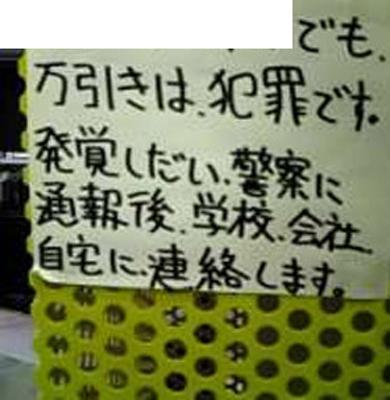 でも、
万引きは、犯罪です。
発覚しだい、警察に
通報後、学校、会社
自宅に、連絡します。